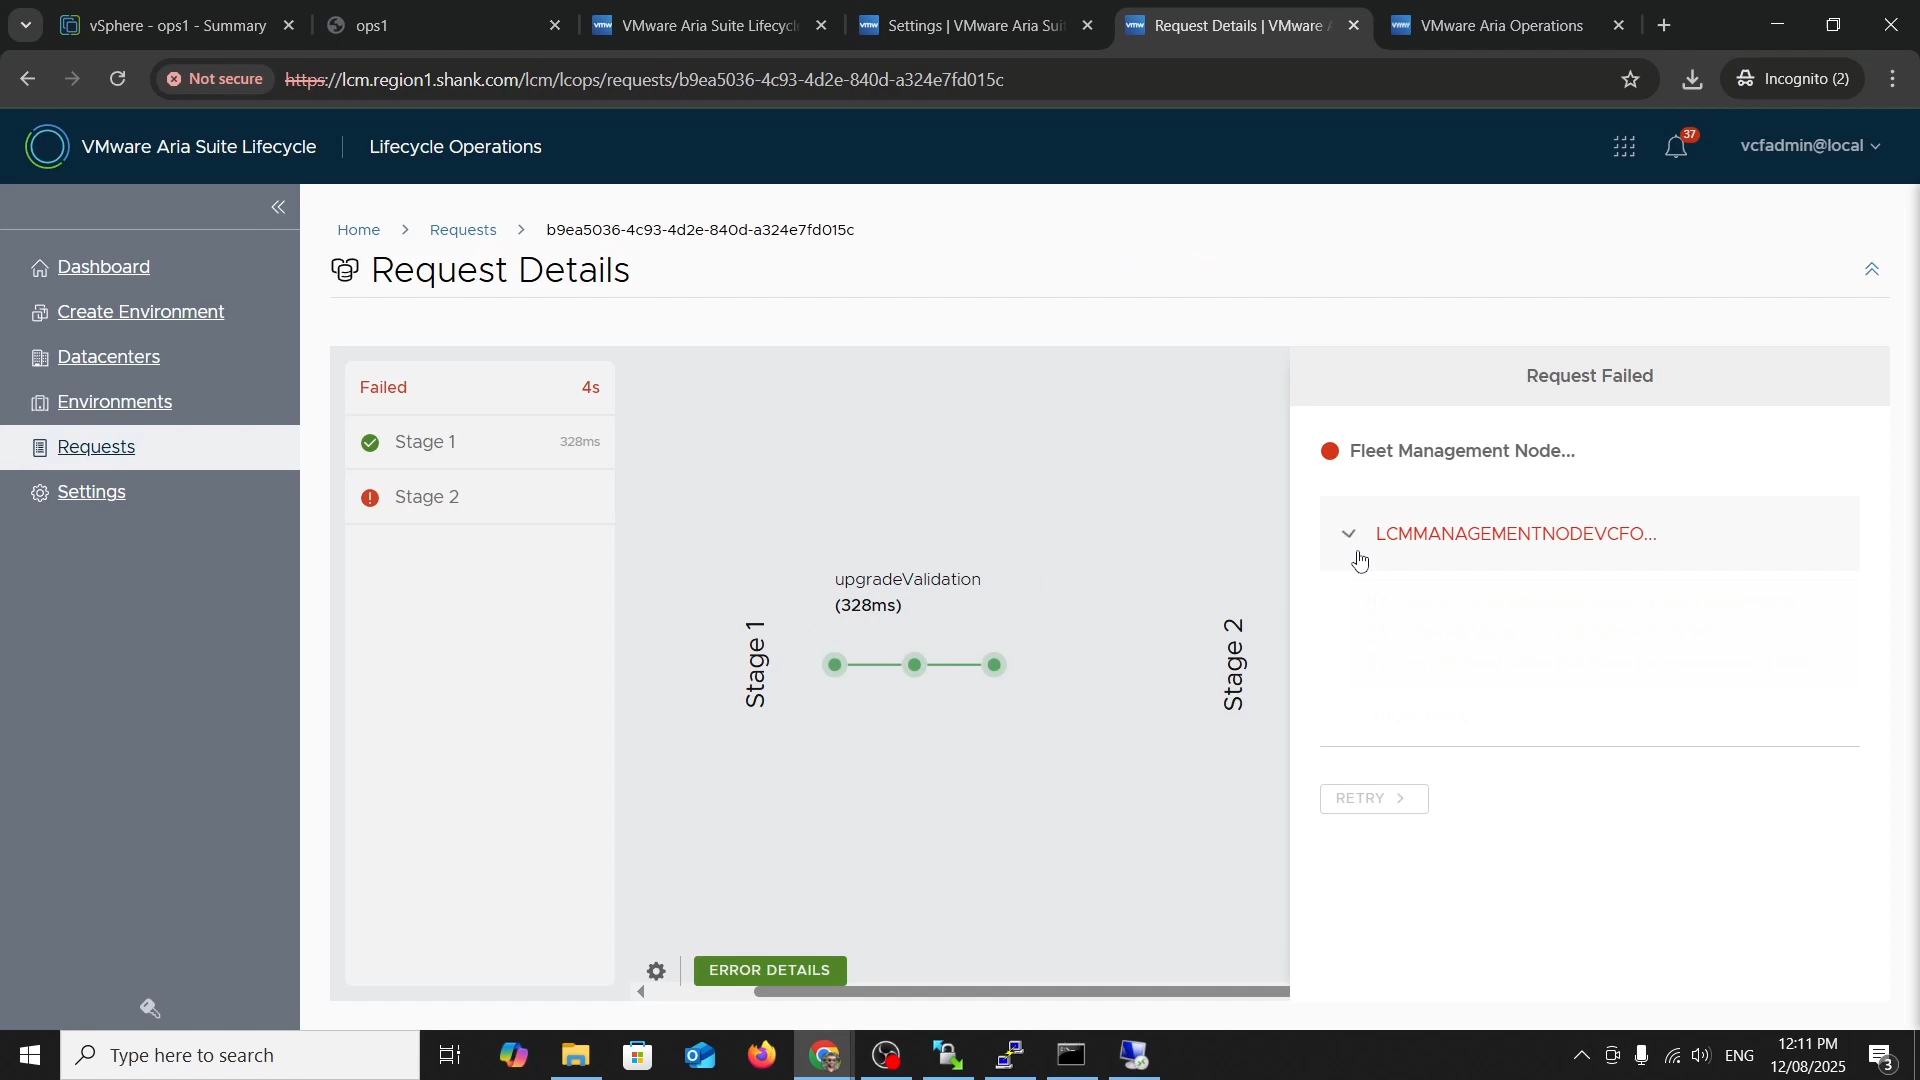 vSphere - ops1 - Summary
ops1
VMware Aria Suite Lifecycl
Settings | VMware Aria Sui
Request Details | VMware A
VMware Aria Operations
Not secure
https://lcm.region1.shank.com/lcm/lcops/requests/b9ea5036-4c93-4d2e-840d-a324e7fd015c
Incognito (2)
VMware Aria Suite Lifecycle
Lifecycle Operations
37
vcfadmin@local
Dashboard
Create Environment
Datacenters
Environments
Requests
Settings
Home > Requests > b9ea5036-4c93-4d2e-840d-a324e7fd015c
Request Details
Failed 4s
Stage 1 328ms
Stage 2
Stage 1
upgradeValidation
(328ms)
Stage 2
ERROR DETAILS
Request Failed
Fleet Management Node...
LCMMANAGEMENTNODEVCFO...
RETRY
Type here to search
ENG
12:11 PM
12/08/2025
3